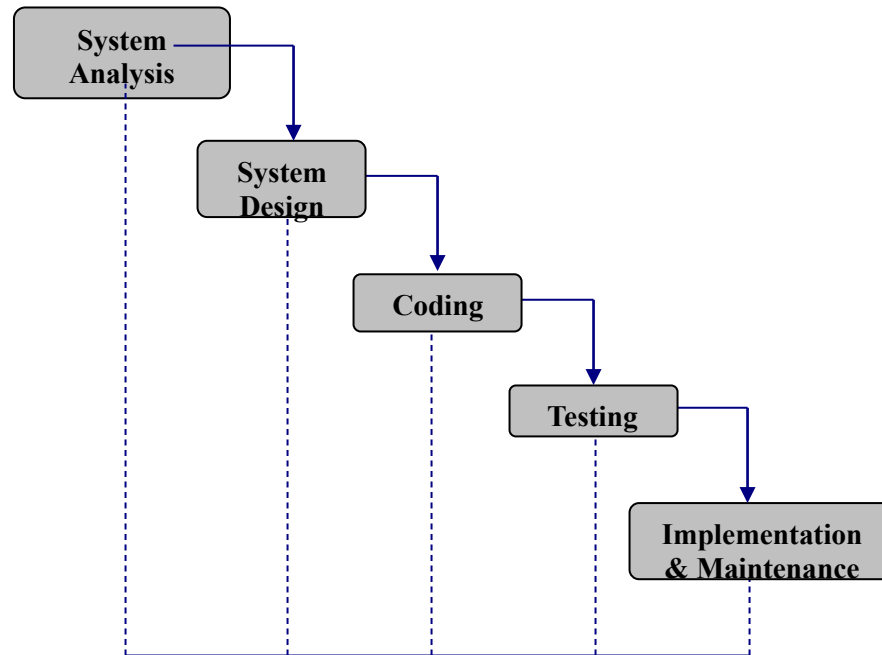 System
Analysis
System
Design
Coding
Testing
Implementation
& Maintenance